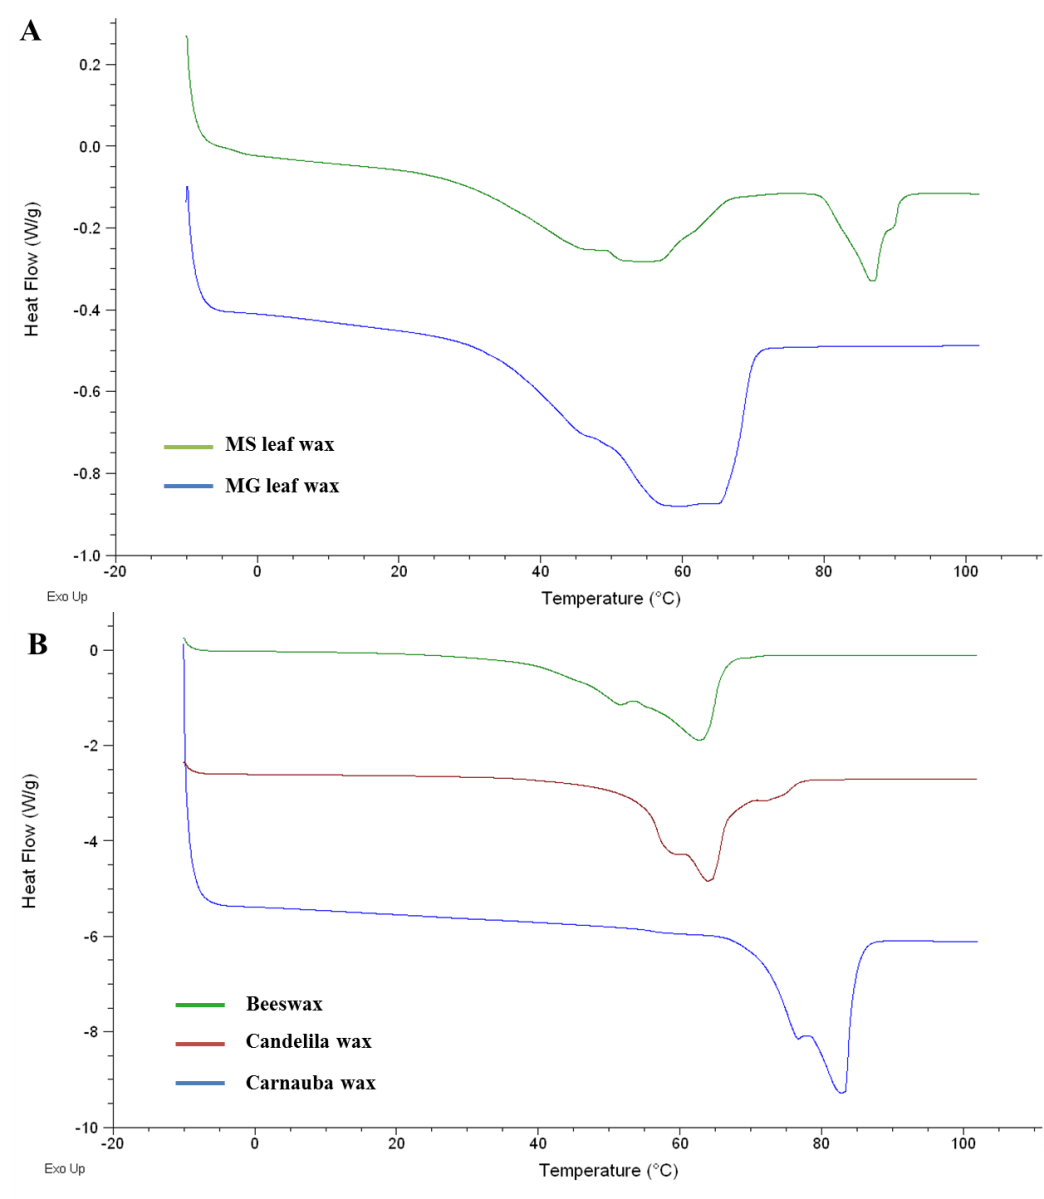 A
0.2
0.0
-0.2
-0.4
-0.6
-0.8
-1.0
Heat Flow (W/g)
MS leaf wax
MG leaf wax
-20 0 20 40 60 80 100
Exo Up
Temperature (°C)
B
0
-2
-4
-6
-8
-10
Heat Flow (W/g)
Beeswax
Candelila wax
Carnauba wax
-20 0 20 40 60 80 100
Exo Up
Temperature (°C)